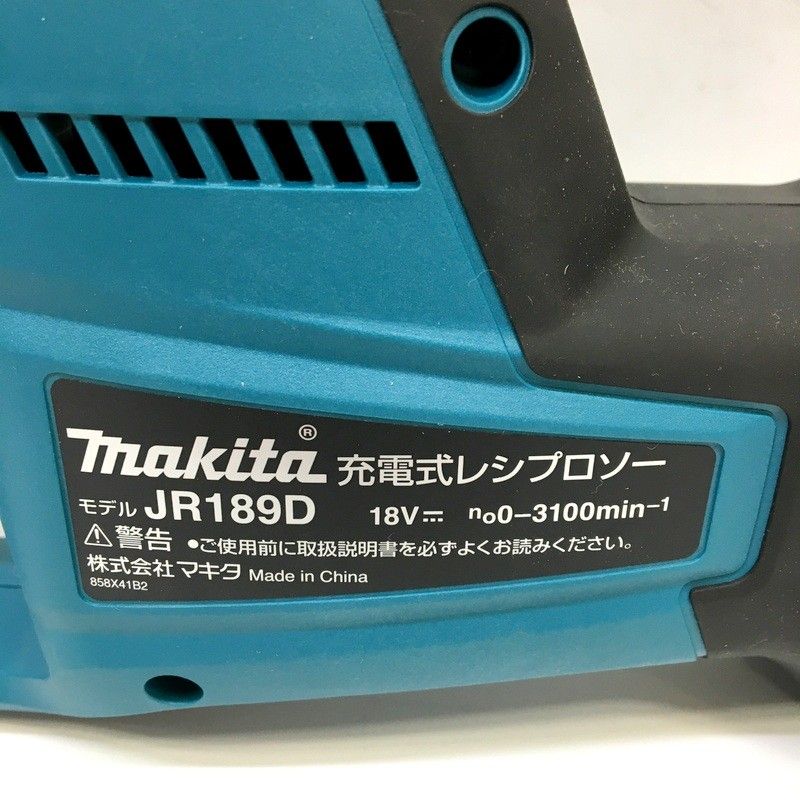 makita® 充電式レシプロソー
モデル JR189D 18V⎓ n₀0-3100min⁻¹
⚠警告 ●ご使用前に取扱説明書を必ずよくお読みください。
株式会社マキタ Made in China
858X41B2